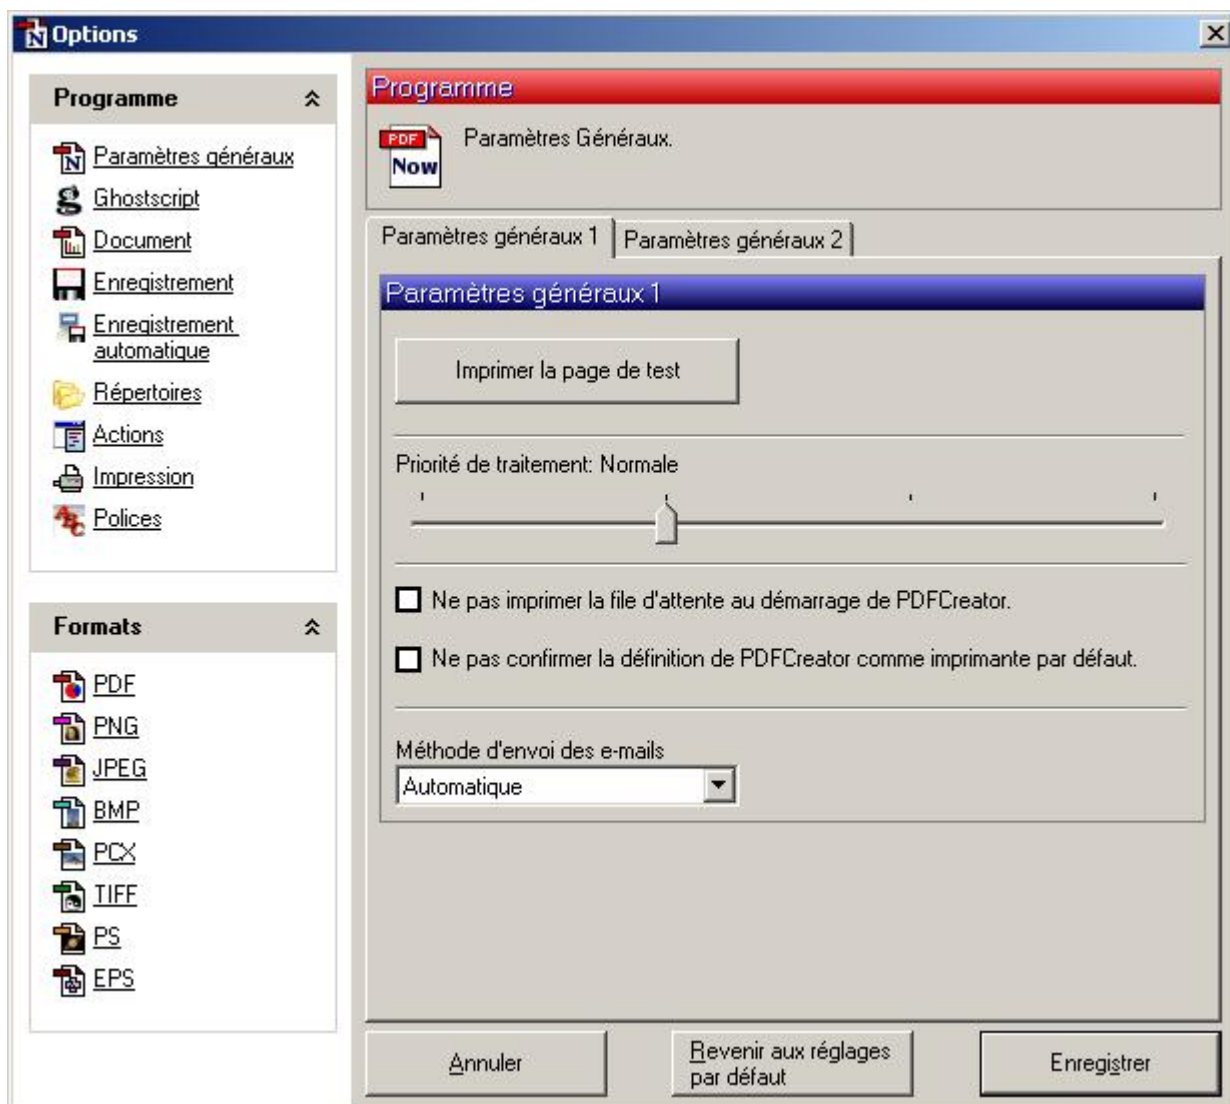 Options
Programme
Paramètres généraux
Ghostscript
Document
Enregistrement
Enregistrement
automatique
Répertoires
Actions
Impression
Polices
Formats
PDF
PNG
JPEG
BMP
PCX
TIFF
PS
EPS
Programme
PDF
Now
Paramètres Généraux.
Paramètres généraux 1
Paramètres généraux 2
Paramètres généraux 1
Imprimer la page de test
Priorité de traitement: Normale
Ne pas imprimer la file d'attente au démarrage de PDFCreator.
Ne pas confirmer la définition de PDFCreator comme imprimante par défaut.
Méthode d'envoi des e-mails
Automatique
Annuler
Revenir aux réglages
par défaut
Enregistrer